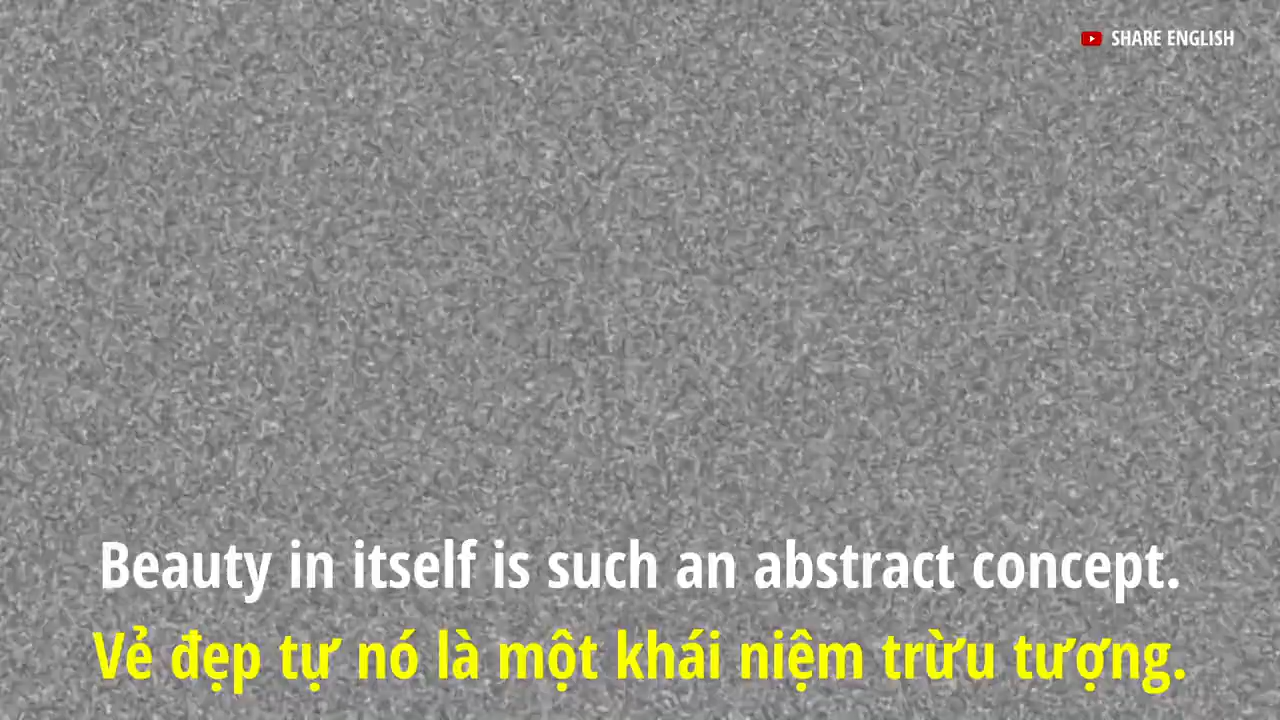 SHARE ENGLISH
Beauty in itself is such an abstract concept.
Vẻ đẹp tự nó là một khái niệm trừu tượng.